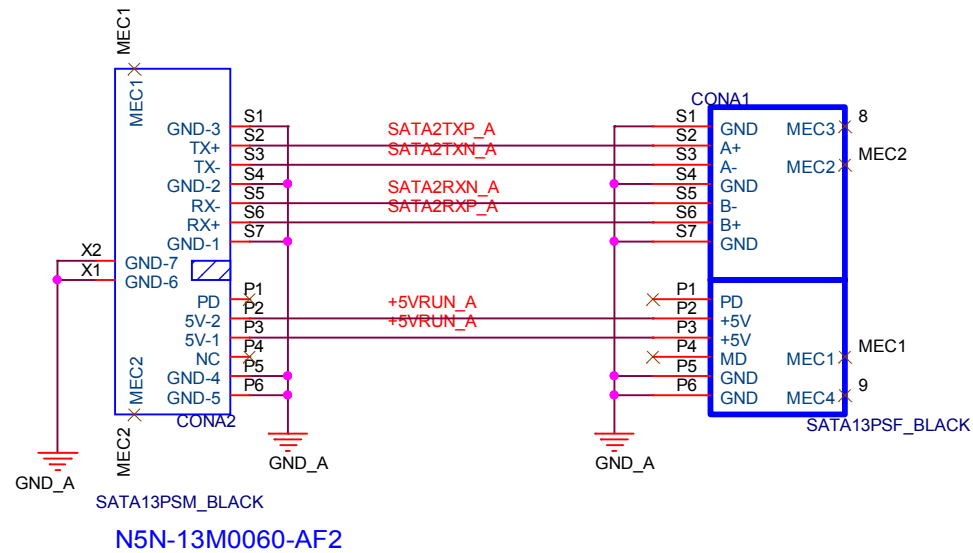 MEC1
MEC1
GND-3 S1
TX+ S2
TX- S3
GND-2 S4
RX- S5
RX+ S6
GND-1 S7
X2 GND-7
X1 GND-6
PD P1
5V-2 P2
5V-1 P3
NC P4
GND-4 P5
GND-5 P6
MEC2
MEC2
CONA2
GND_A
GND_A
SATA13PSM_BLACK
N5N-13M0060-AF2
SATA2TXP_A
SATA2TXN_A
SATA2RXN_A
SATA2RXP_A
+5VRUN_A
+5VRUN_A
CONA1
S1 GND MEC3 8
S2 A+
S3 A- MEC2 MEC2
S4 GND
S5 B-
S6 B+
S7 GND
P1 PD
P2 +5V
P3 +5V
P4 MD MEC1 MEC1
P5 GND
P6 GND MEC4 9
SATA13PSF_BLACK
GND_A